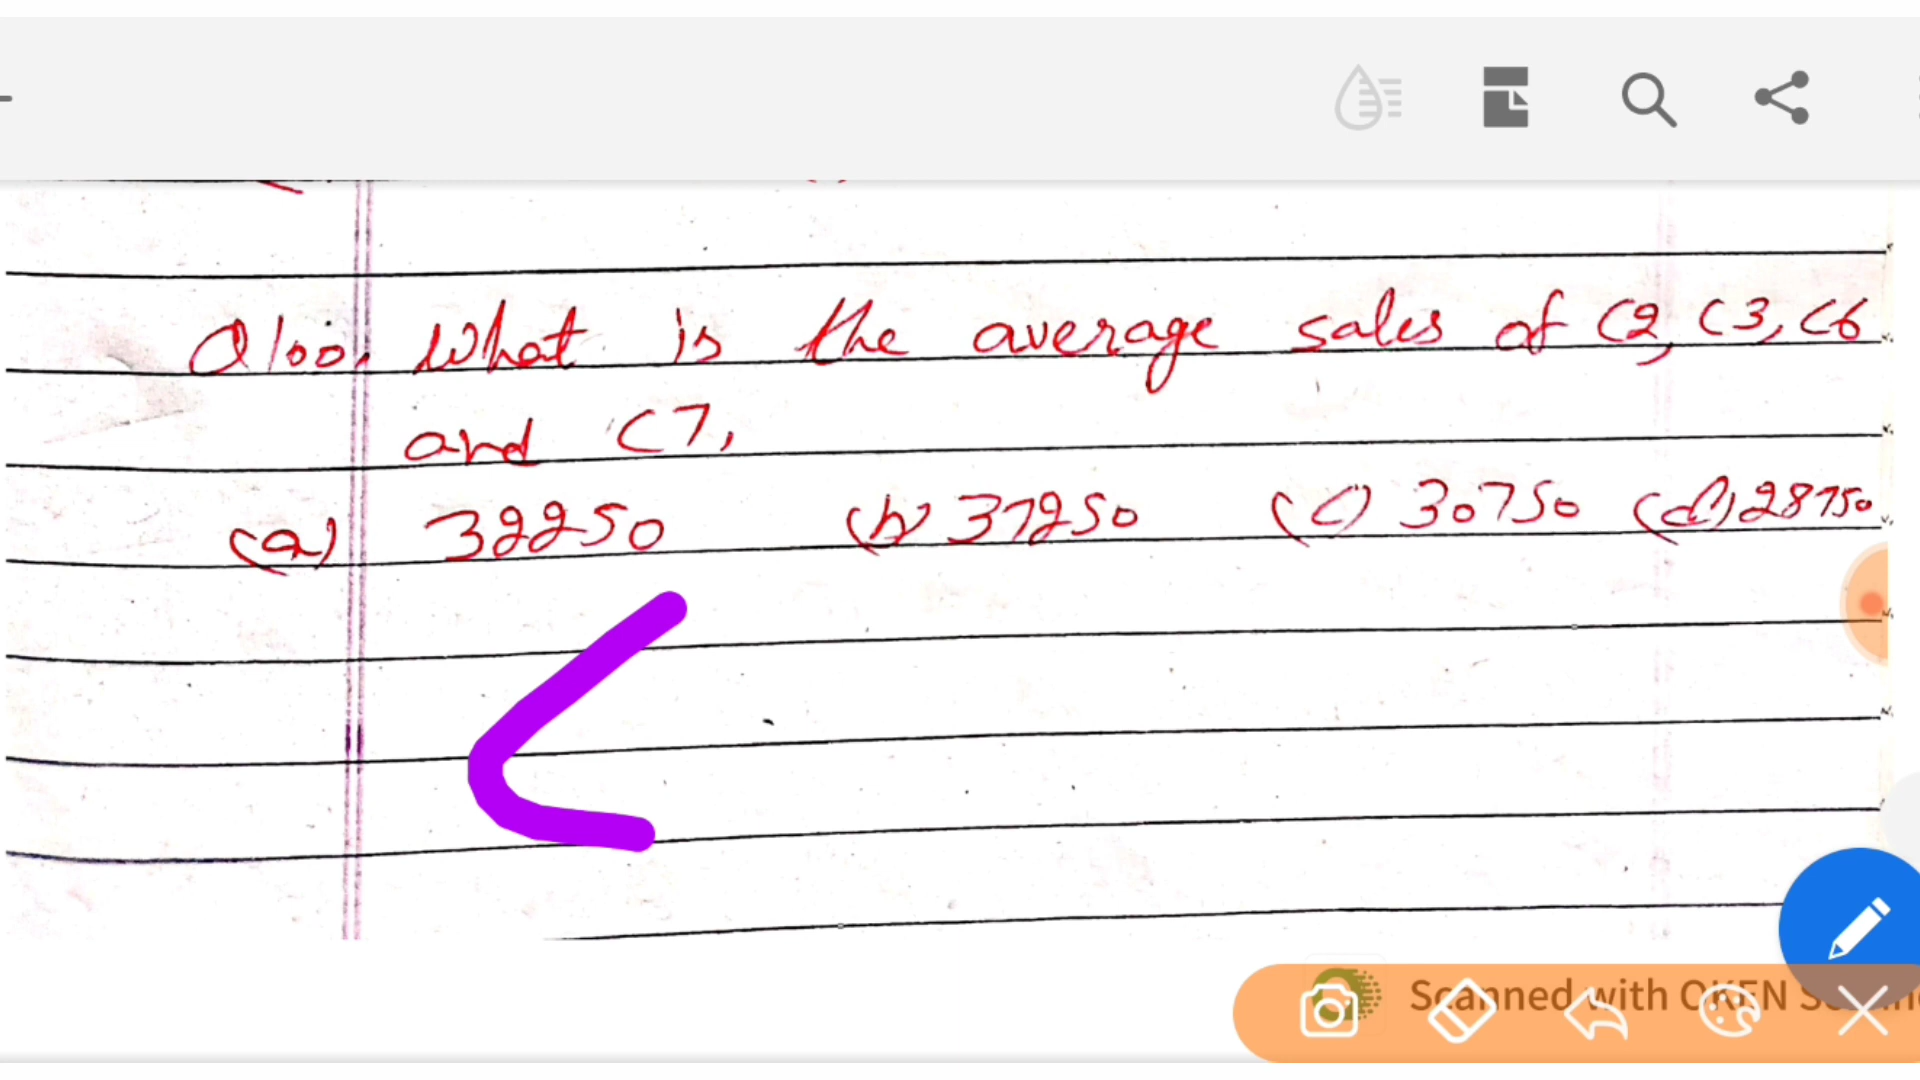 Q100. What is the average sales of C2, C3, C6
and C7,
(a) 32250 (b) 37250 (c) 30750 (d) 28750
Scanned with OKEN